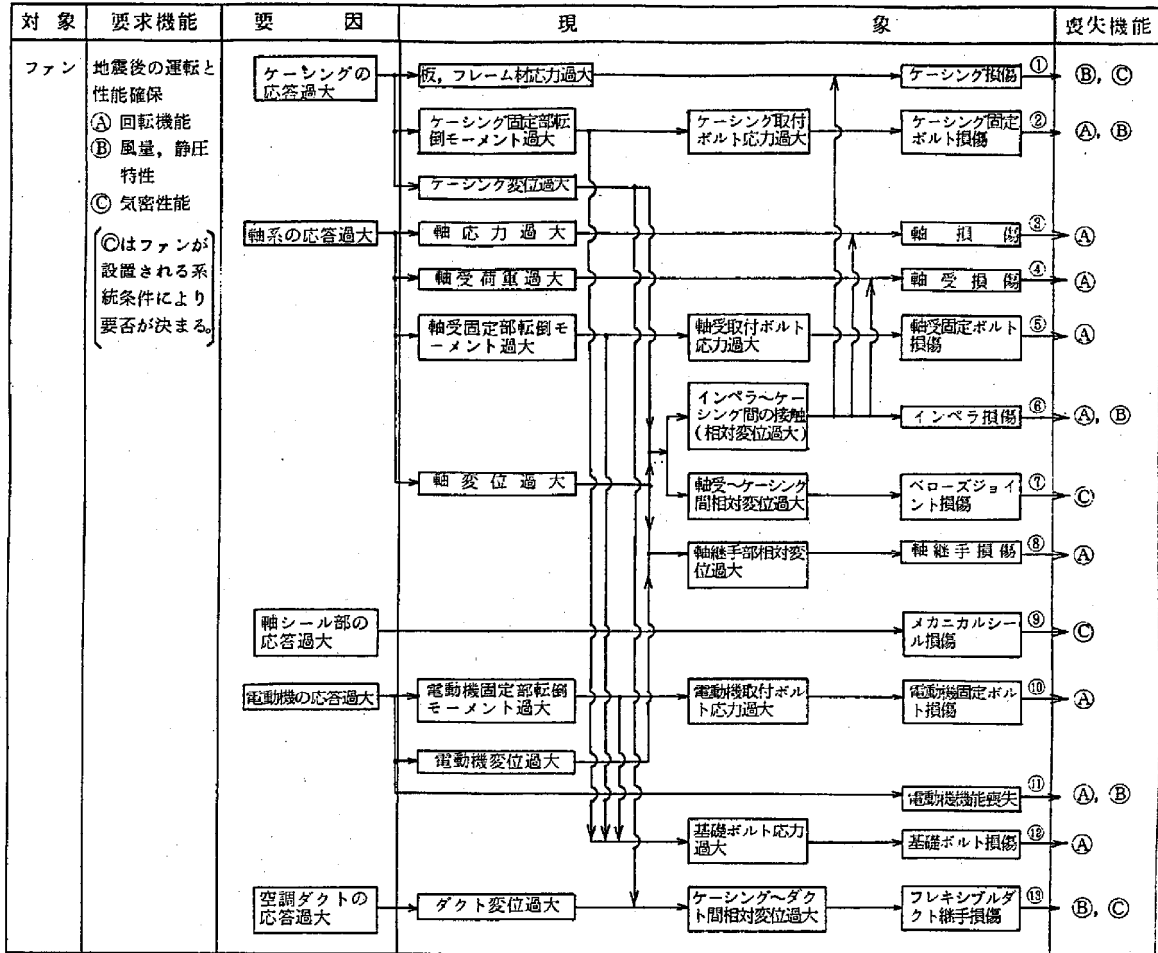 対象
要求機能
要因
現象
喪失機能
ファン
地震後の運転と
性能確保
Ⓐ 回転機能
Ⓑ 風量，静圧
特性
Ⓒ 気密性能
Ⓒはファンが
設置される系
統条件により
要否が決まる。
ケーシングの
応答過大
板，フレーム材応力過大
ケーシング損傷
①
Ⓑ, Ⓒ
ケーシング固定部転
倒モーメント過大
ケーシング取付
ボルト応力過大
ケーシング固定
ボルト損傷
②
Ⓐ, Ⓑ
ケーシング変位過大
軸系の応答過大
軸応力過大
軸損傷
③
Ⓐ
軸受荷重過大
軸受損傷
④
Ⓐ
軸受固定部転倒モ
ーメント過大
軸受取付ボルト
応力過大
軸受固定ボルト
損傷
⑤
Ⓐ
インペラ～ケー
シング間の接触
(相対変位過大)
インペラ損傷
⑥
Ⓐ, Ⓑ
軸変位過大
軸受～ケーシング
間相対変位過大
ベローズジョイ
ント損傷
⑦
Ⓒ
軸継手部相対変
位過大
軸継手損傷
⑧
Ⓐ
軸シール部の
応答過大
メカニカルシー
ル損傷
⑨
Ⓒ
電動機の応答過大
電動機固定部転倒
モーメント過大
電動機取付ボル
ト応力過大
電動機固定ボル
ト損傷
⑩
Ⓐ
電動機変位過大
電動機機能喪失
⑪
Ⓐ, Ⓑ
基礎ボルト応力
過大
基礎ボルト損傷
⑫
Ⓐ
空調ダクトの
応答過大
ダクト変位過大
ケーシング～ダク
ト間相対変位過大
フレキシブルダ
クト継手損傷
⑬
Ⓑ, Ⓒ